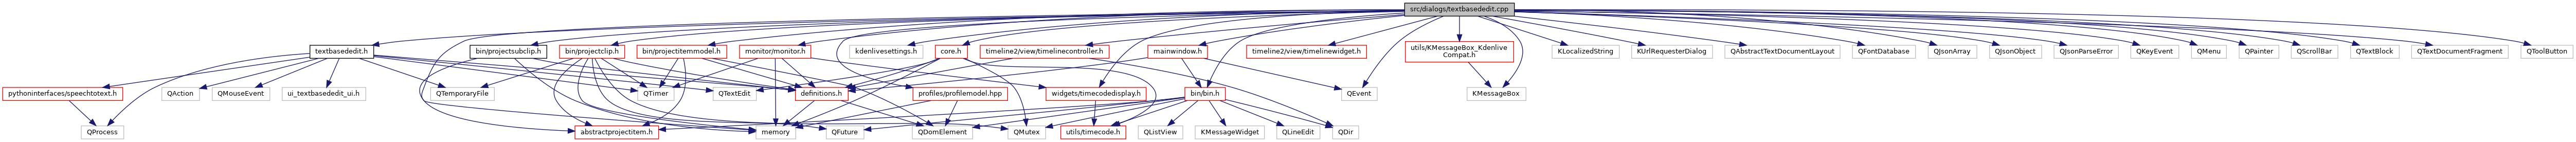 src/dialogs/textbasededit.cpp
textbasededit.h
bin/projectsubclip.h
bin/projectclip.h
bin/projectitemmodel.h
monitor/monitor.h
kdenlivesettings.h
core.h
timeline2/view/timelinecontroller.h
mainwindow.h
timeline2/view/timelinewidget.h
utils/KMessageBox_Kdenlive
Compat.h
KLocalizedString
KUrlRequesterDialog
QAbstractTextDocumentLayout
QFontDatabase
QJsonArray
QJsonObject
QJsonParseError
QKeyEvent
QMenu
QPainter
QScrollBar
QTextBlock
QTextDocumentFragment
QToolButton
pythoninterfaces/speechtotext.h
QAction
QMouseEvent
ui_textbasededit_ui.h
QTemporaryFile
QTimer
QTextEdit
definitions.h
profiles/profilemodel.hpp
widgets/timecodedisplay.h
bin/bin.h
QEvent
KMessageBox
QProcess
abstractprojectitem.h
memory
QFuture
QDomElement
QMutex
utils/timecode.h
QListView
KMessageWidget
QLineEdit
QDir